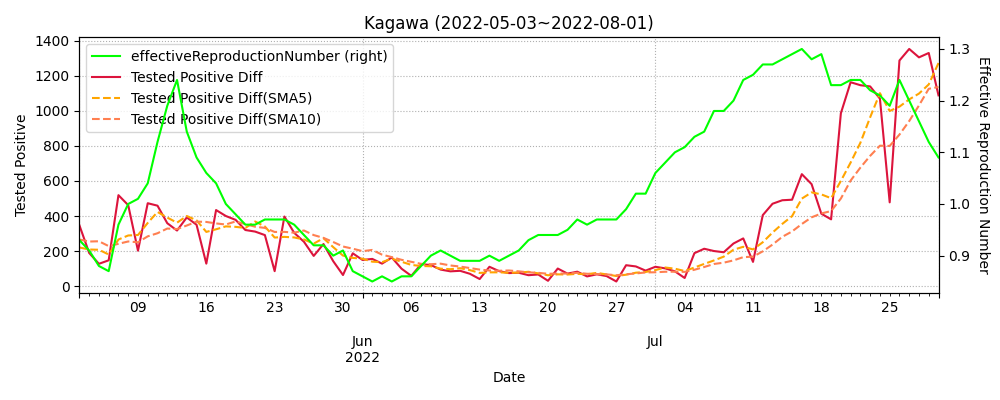 Kagawa (2022-05-03~2022-08-01)
effectiveReproductionNumber (right)
Tested Positive Diff
Tested Positive Diff(SMA5)
Tested Positive Diff(SMA10)
Tested Positive
1400
1200
1000
800
600
400
200
0
1.3
1.2
1.1
1.0
0.9
Effective Reproduction Number
09 16 23 30 06 13 20 27 04 11 18 25
Jun Jul
2022
Date